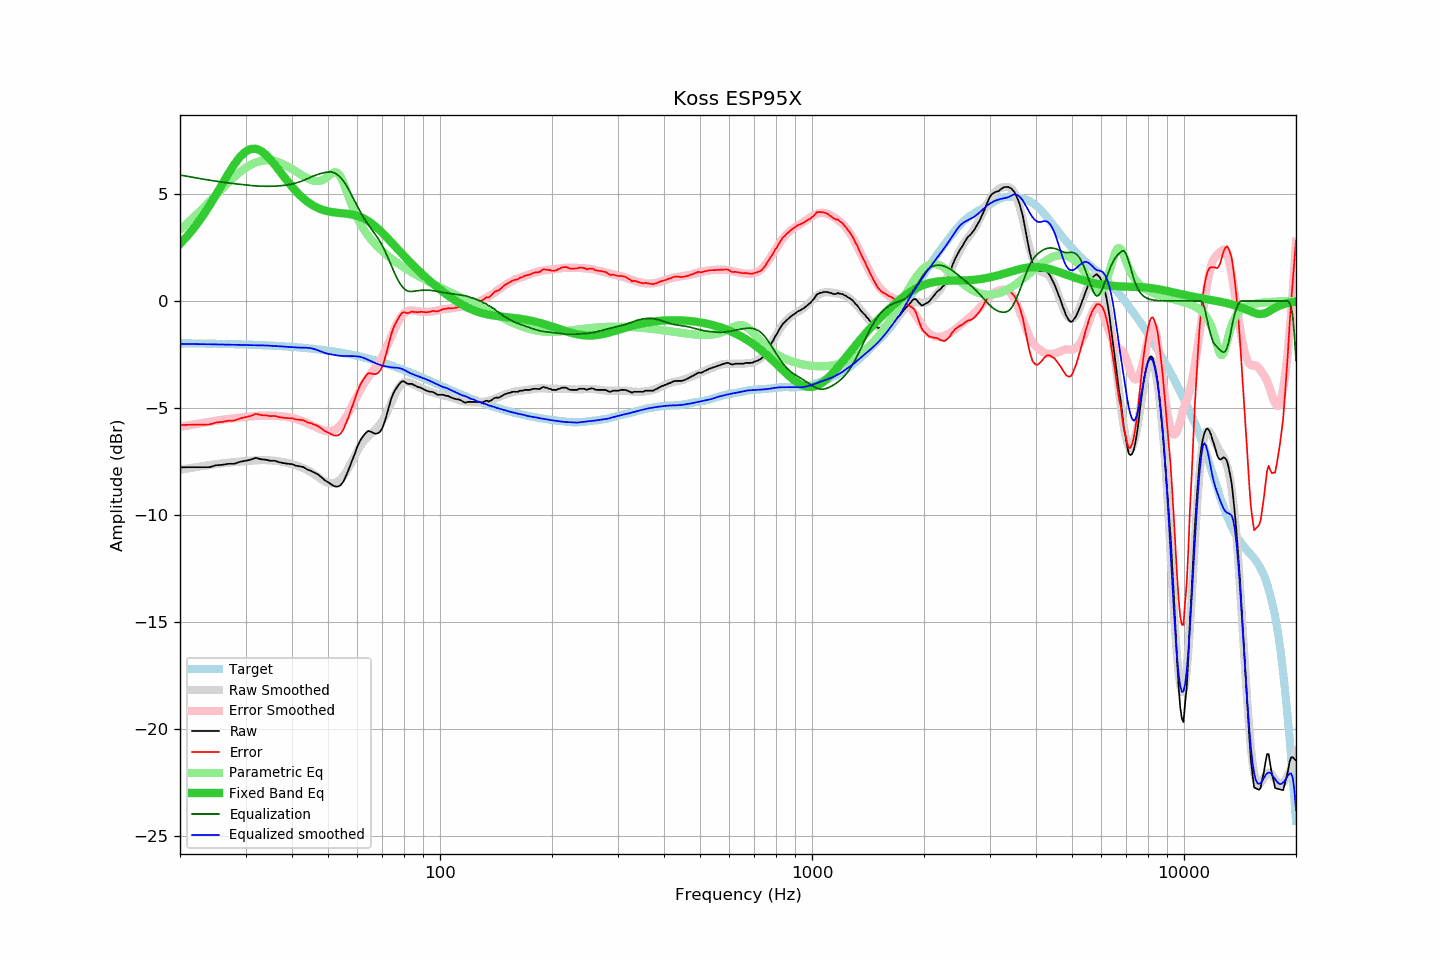 Koss ESP95X
Amplitude (dBr)
5
0
−5
−10
−15
−20
−25
Target
Raw Smoothed
Error Smoothed
Raw
Error
Parametric Eq
Fixed Band Eq
Equalization
Equalized smoothed
100
1000
10000
Frequency (Hz)